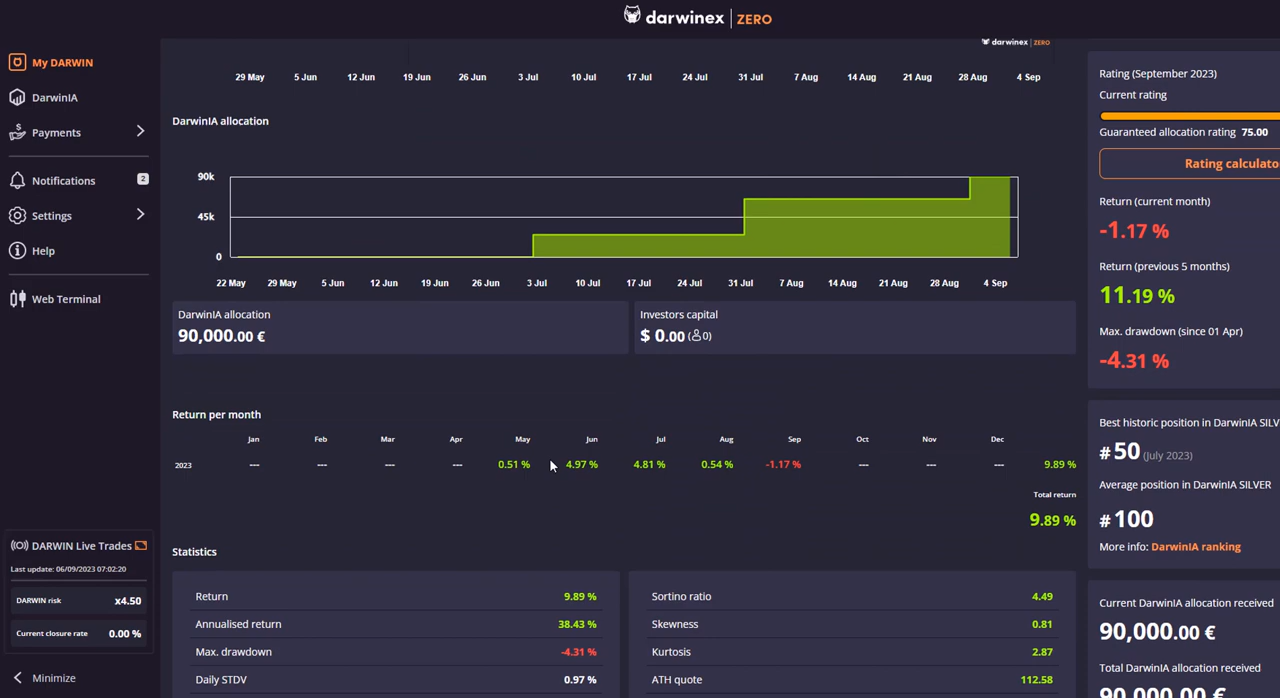 darwinex ZERO
My DARWIN
DarwinIA
Payments
Notifications 2
Settings
Help
Web Terminal
((o)) DARWIN Live Trades
Last update: 06/09/2023 07:02:20
DARWIN risk x4.50
Current closure rate 0.00 %
Minimize
darwinex ZERO
29 May 5 Jun 12 Jun 19 Jun 26 Jun 3 Jul 10 Jul 17 Jul 24 Jul 31 Jul 7 Aug 14 Aug 21 Aug 28 Aug 4 Sep
DarwinIA allocation
90k
45k
0
22 May 29 May 5 Jun 12 Jun 19 Jun 26 Jun 3 Jul 10 Jul 17 Jul 24 Jul 31 Jul 7 Aug 14 Aug 21 Aug 28 Aug 4 Sep
DarwinIA allocation
90,000.00 €
Investors capital
$ 0.00 (0)
Return per month
Jan Feb Mar Apr May Jun Jul Aug Sep Oct Nov Dec
2023 --- --- --- --- 0.51 % 4.97 % 4.81 % 0.54 % -1.17 % --- --- --- 9.89 %
Total return
9.89 %
Statistics
Return 9.89 %
Annualised return 38.43 %
Max. drawdown -4.31 %
Daily STDV 0.97 %
Sortino ratio 4.49
Skewness 0.81
Kurtosis 2.87
ATH quote 112.58
Rating (September 2023)
Current rating
Guaranteed allocation rating 75.00
Rating calculato
Return (current month)
-1.17 %
Return (previous 5 months)
11.19 %
Max. drawdown (since 01 Apr)
-4.31 %
Best historic position in DarwinIA SILV
#50 (July 2023)
Average position in DarwinIA SILVER
#100
More info: DarwinIA ranking
Current DarwinIA allocation received
90,000.00 €
Total DarwinIA allocation received
90,000.00 €